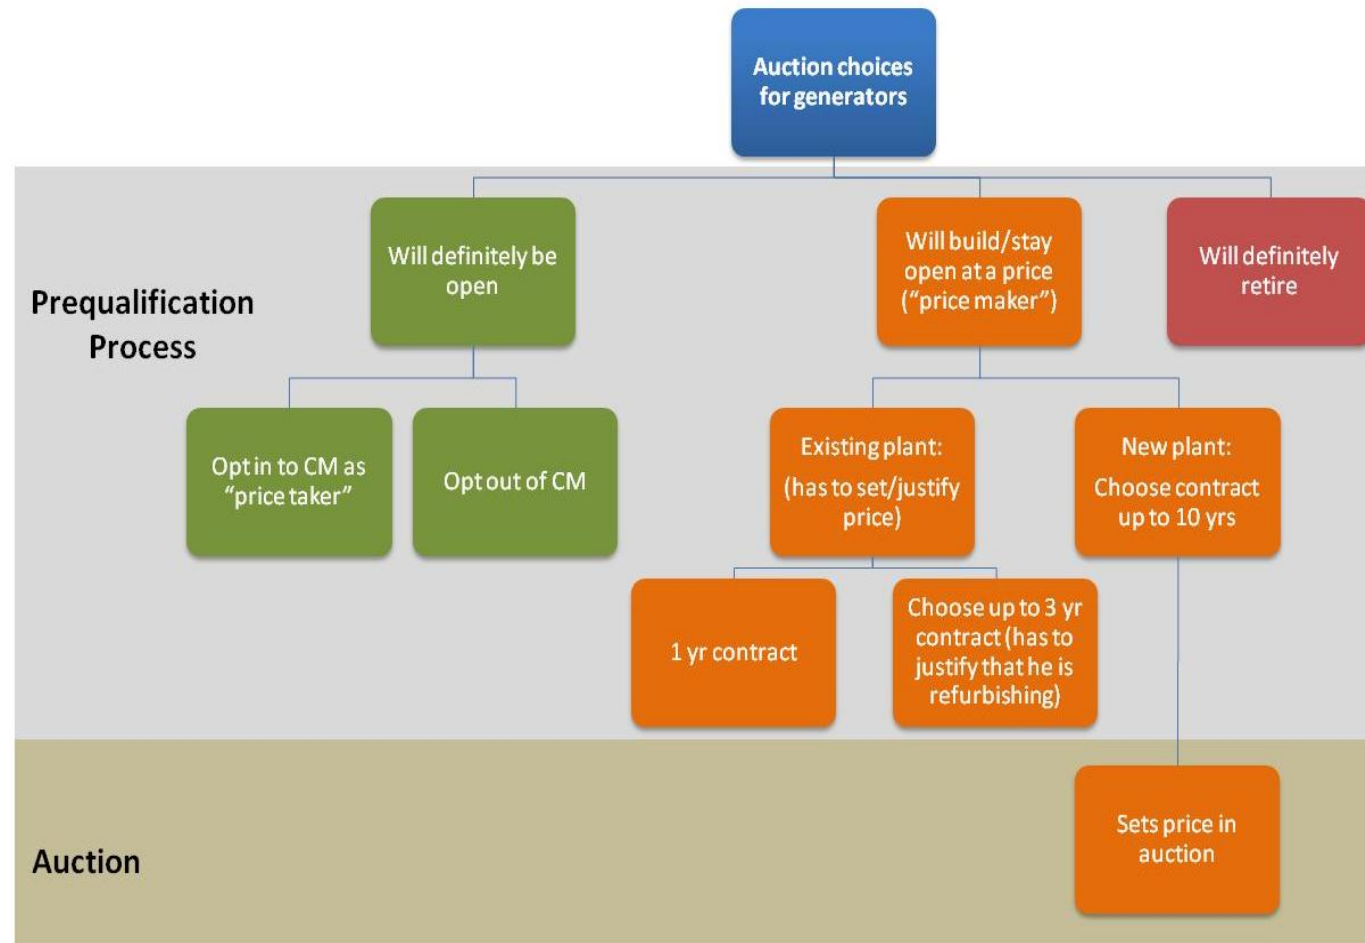 Auction choices
for generators
Prequalification
Process
Will definitely be
open
Will build/stay
open at a price
(“price maker”)
Will definitely
retire
Opt in to CM as
“price taker”
Opt out of CM
Existing plant:
(has to set/justify
price)
New plant:
Choose contract
up to 10 yrs
1 yr contract
Choose up to 3 yr
contract (has to
justify that he is
refurbishing)
Auction
Sets price in
auction